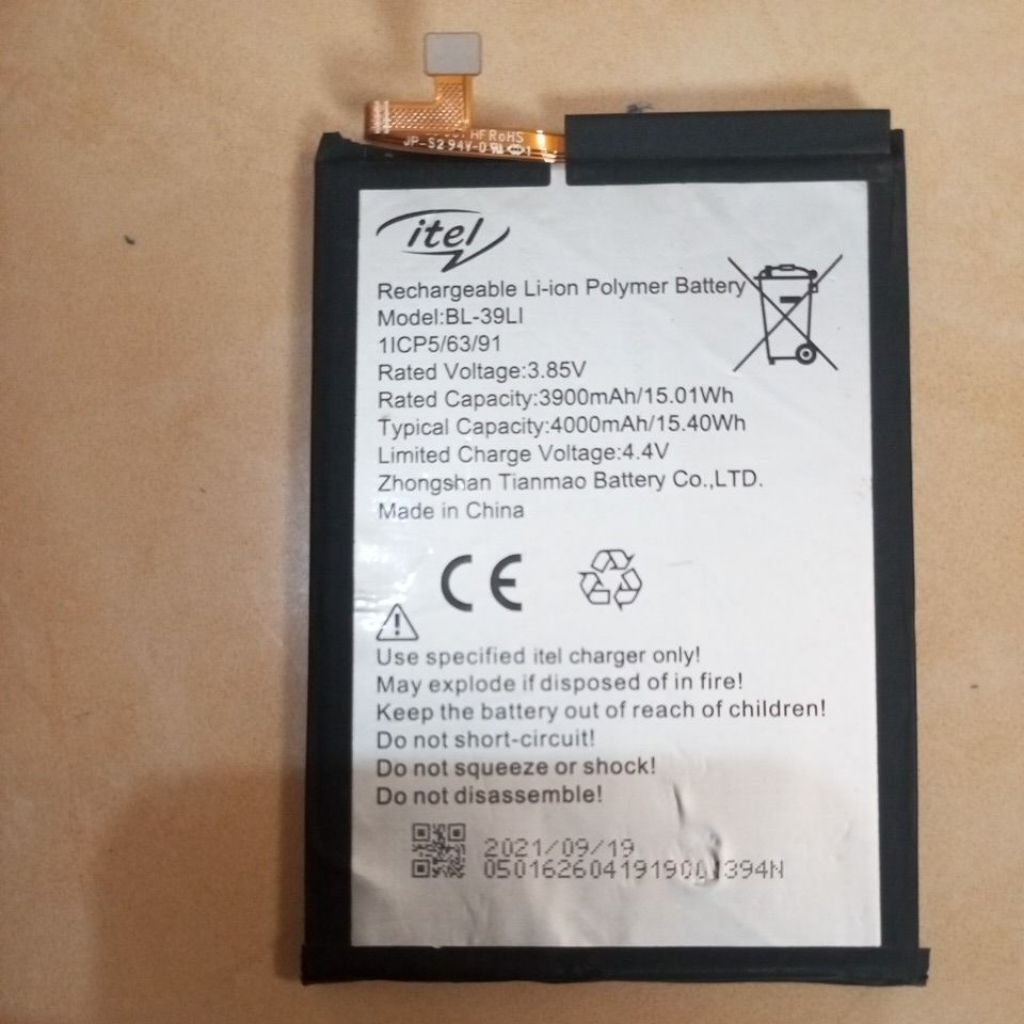 HFRoHS
JP-S294V-0
itel
Rechargeable Li-ion Polymer Battery
Model:BL-39LI
1ICP5/63/91
Rated Voltage:3.85V
Rated Capacity:3900mAh/15.01Wh
Typical Capacity:4000mAh/15.40Wh
Limited Charge Voltage:4.4V
Zhongshan Tianmao Battery Co.,LTD.
Made in China
CE
Use specified itel charger only!
May explode if disposed of in fire!
Keep the battery out of reach of children!
Do not short-circuit!
Do not squeeze or shock!
Do not disassemble!
2021/09/19